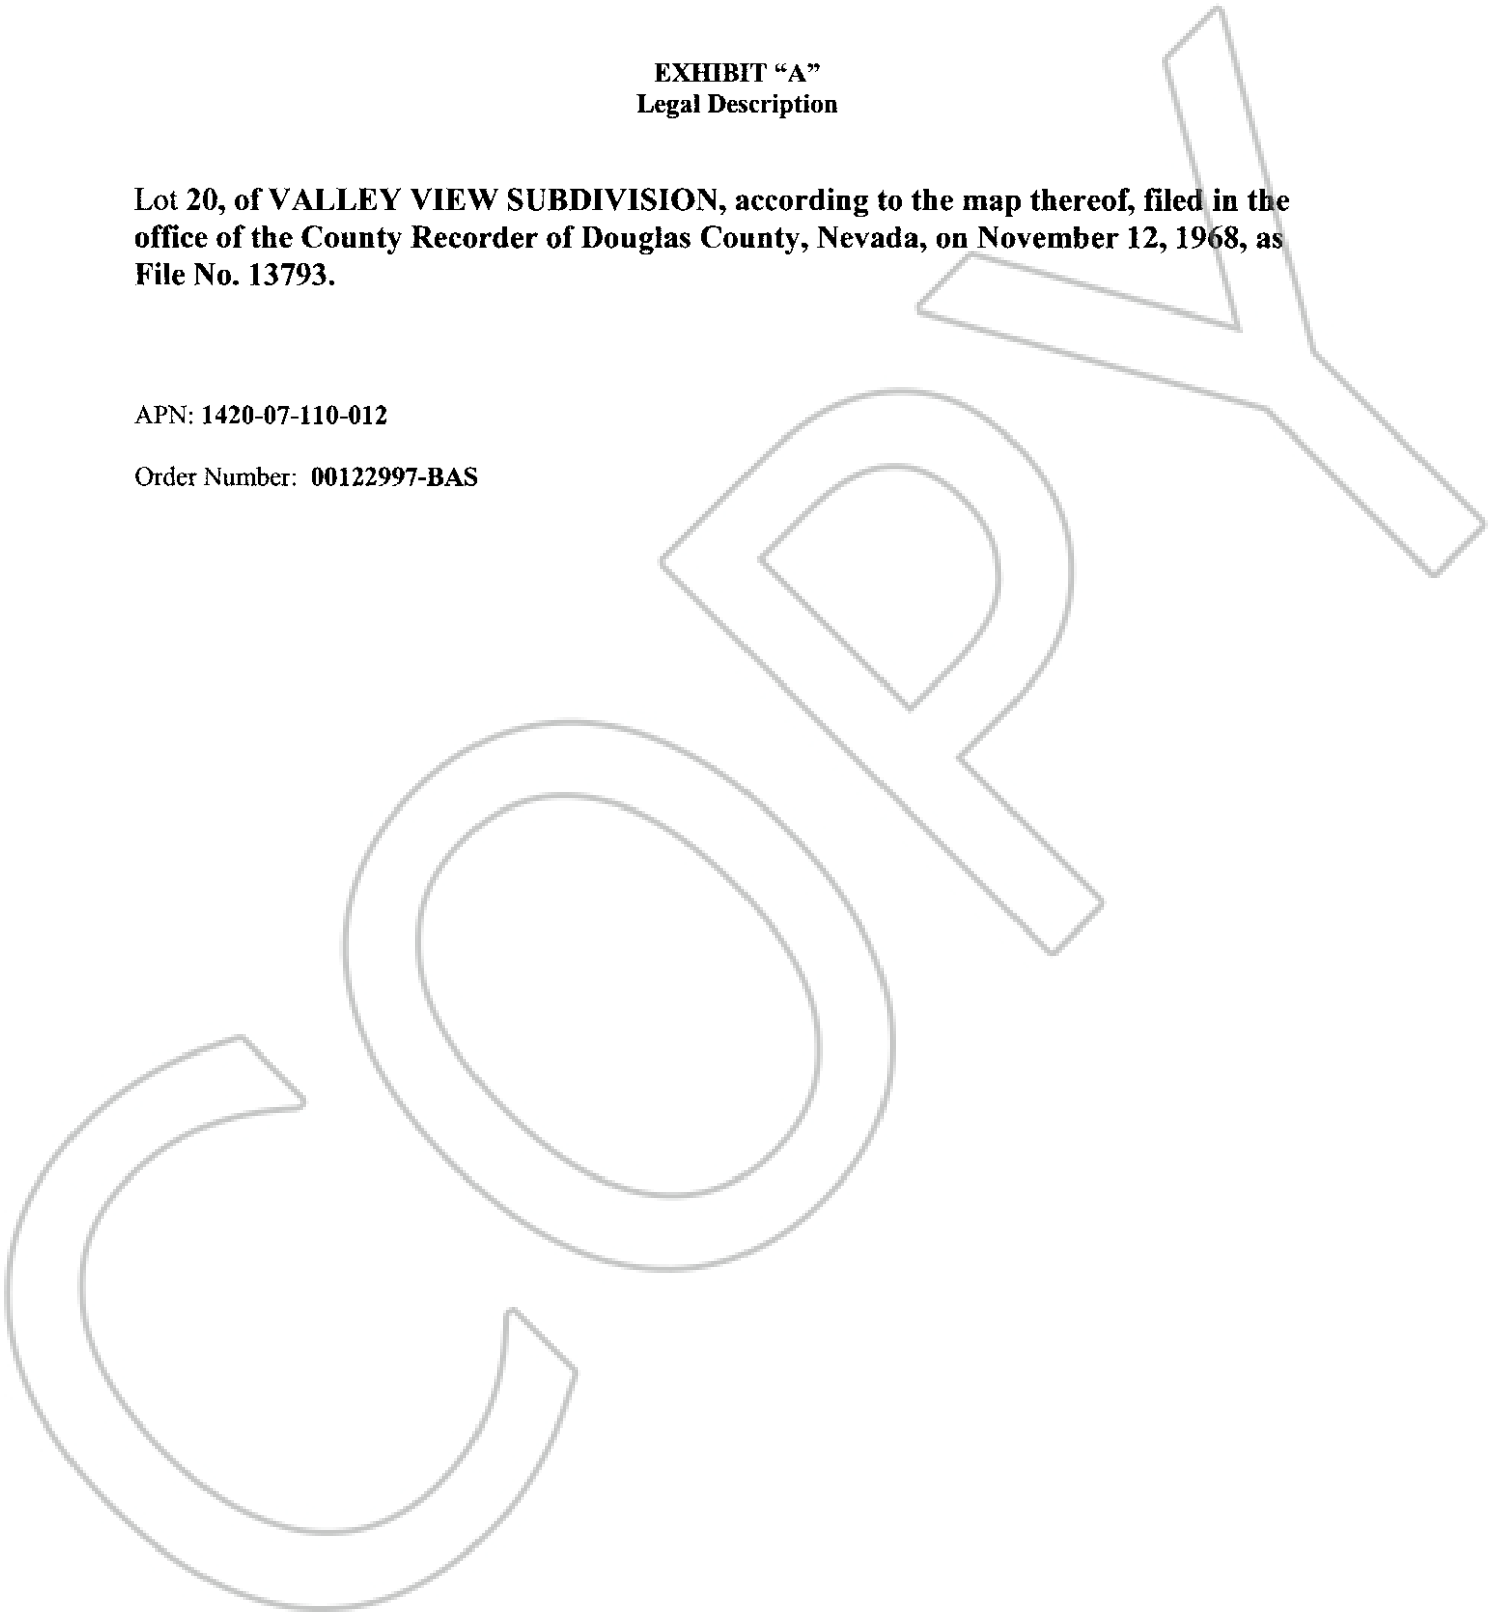 EXHIBIT “A”
Legal Description
Lot 20, of VALLEY VIEW SUBDIVISION, according to the map thereof, filed in the
office of the County Recorder of Douglas County, Nevada, on November 12, 1968, as
File No. 13793.
APN: 1420-07-110-012
Order Number: 00122997-BAS
COPY